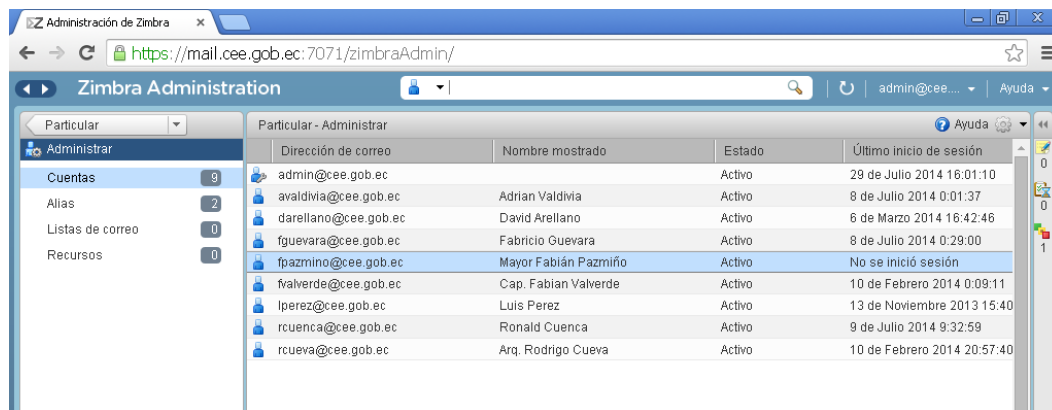 Administración de Zimbra
https://mail.cee.gob.ec:7071/zimbraAdmin/
Zimbra Administration admin@cee.... Ayuda
Particular Particular - Administrar Ayuda
Administrar Dirección de correo Nombre mostrado Estado Último inicio de sesión
0
Cuentas 9 admin@cee.gob.ec Activo 29 de Julio 2014 16:01:10
Alias 2 avaldivia@cee.gob.ec Adrian Valdivia Activo 8 de Julio 2014 0:01:37
0
Listas de correo 0 darellano@cee.gob.ec David Arellano Activo 6 de Marzo 2014 16:42:46
Recursos 0 fguevara@cee.gob.ec Fabricio Guevara Activo 8 de Julio 2014 0:29:00
1
fpazmino@cee.gob.ec Mayor Fabián Pazmiño Activo No se inició sesión
fvalverde@cee.gob.ec Cap. Fabian Valverde Activo 10 de Febrero 2014 0:09:11
lperez@cee.gob.ec Luis Perez Activo 13 de Noviembre 2013 15:40
rcuenca@cee.gob.ec Ronald Cuenca Activo 9 de Julio 2014 9:32:59
rcueva@cee.gob.ec Arq. Rodrigo Cueva Activo 10 de Febrero 2014 20:57:40